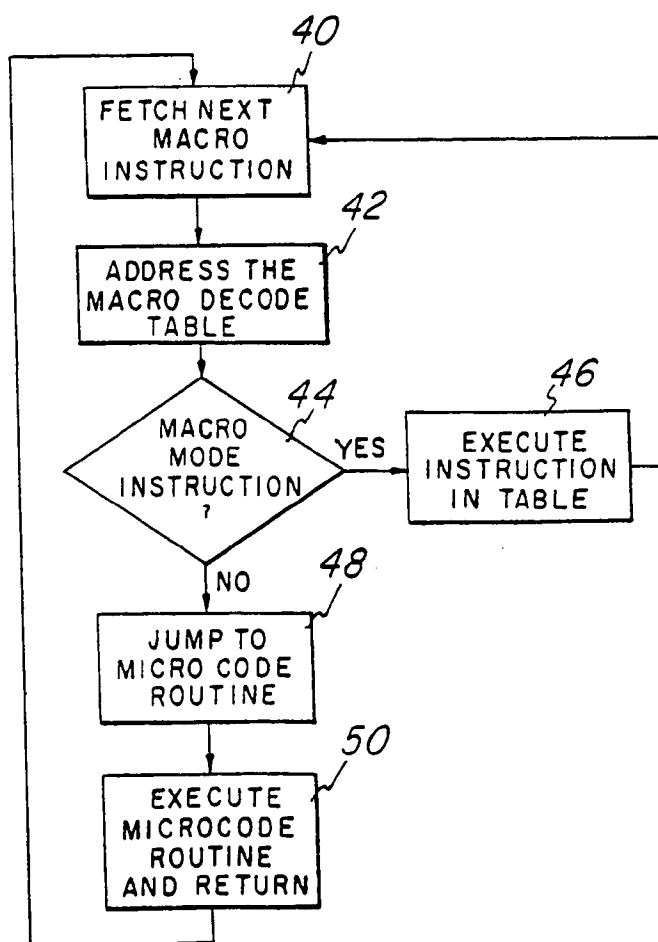 40
FETCH NEXT
MACRO
INSTRUCTION
42
ADDRESS THE
MACRO DECODE
TABLE
44
MACRO
MODE
INSTRUCTION
?
YES
46
EXECUTE
INSTRUCTION
IN TABLE
NO
48
JUMP TO
MICRO CODE
ROUTINE
50
EXECUTE
MICROCODE
ROUTINE
AND RETURN